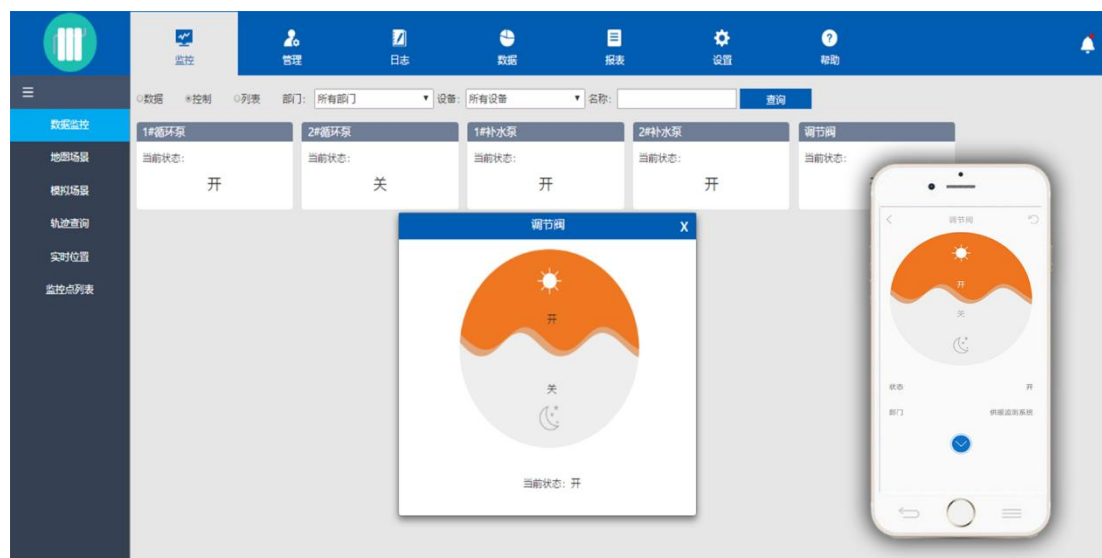 监控
管理
日志
数据
报表
设置
帮助
数据 控制 列表 部门: 所有部门 设备: 所有设备 名称: 查询
数据监控
地图场景
模拟场景
轨迹查询
实时位置
监控点列表
1#循环泵
当前状态:
开
2#循环泵
当前状态:
关
1#补水泵
当前状态:
开
2#补水泵
当前状态:
开
调节阀
当前状态:
调节阀 X
开
关
当前状态: 开
调节阀
开
关
状态 开
部门 供暖监测系统